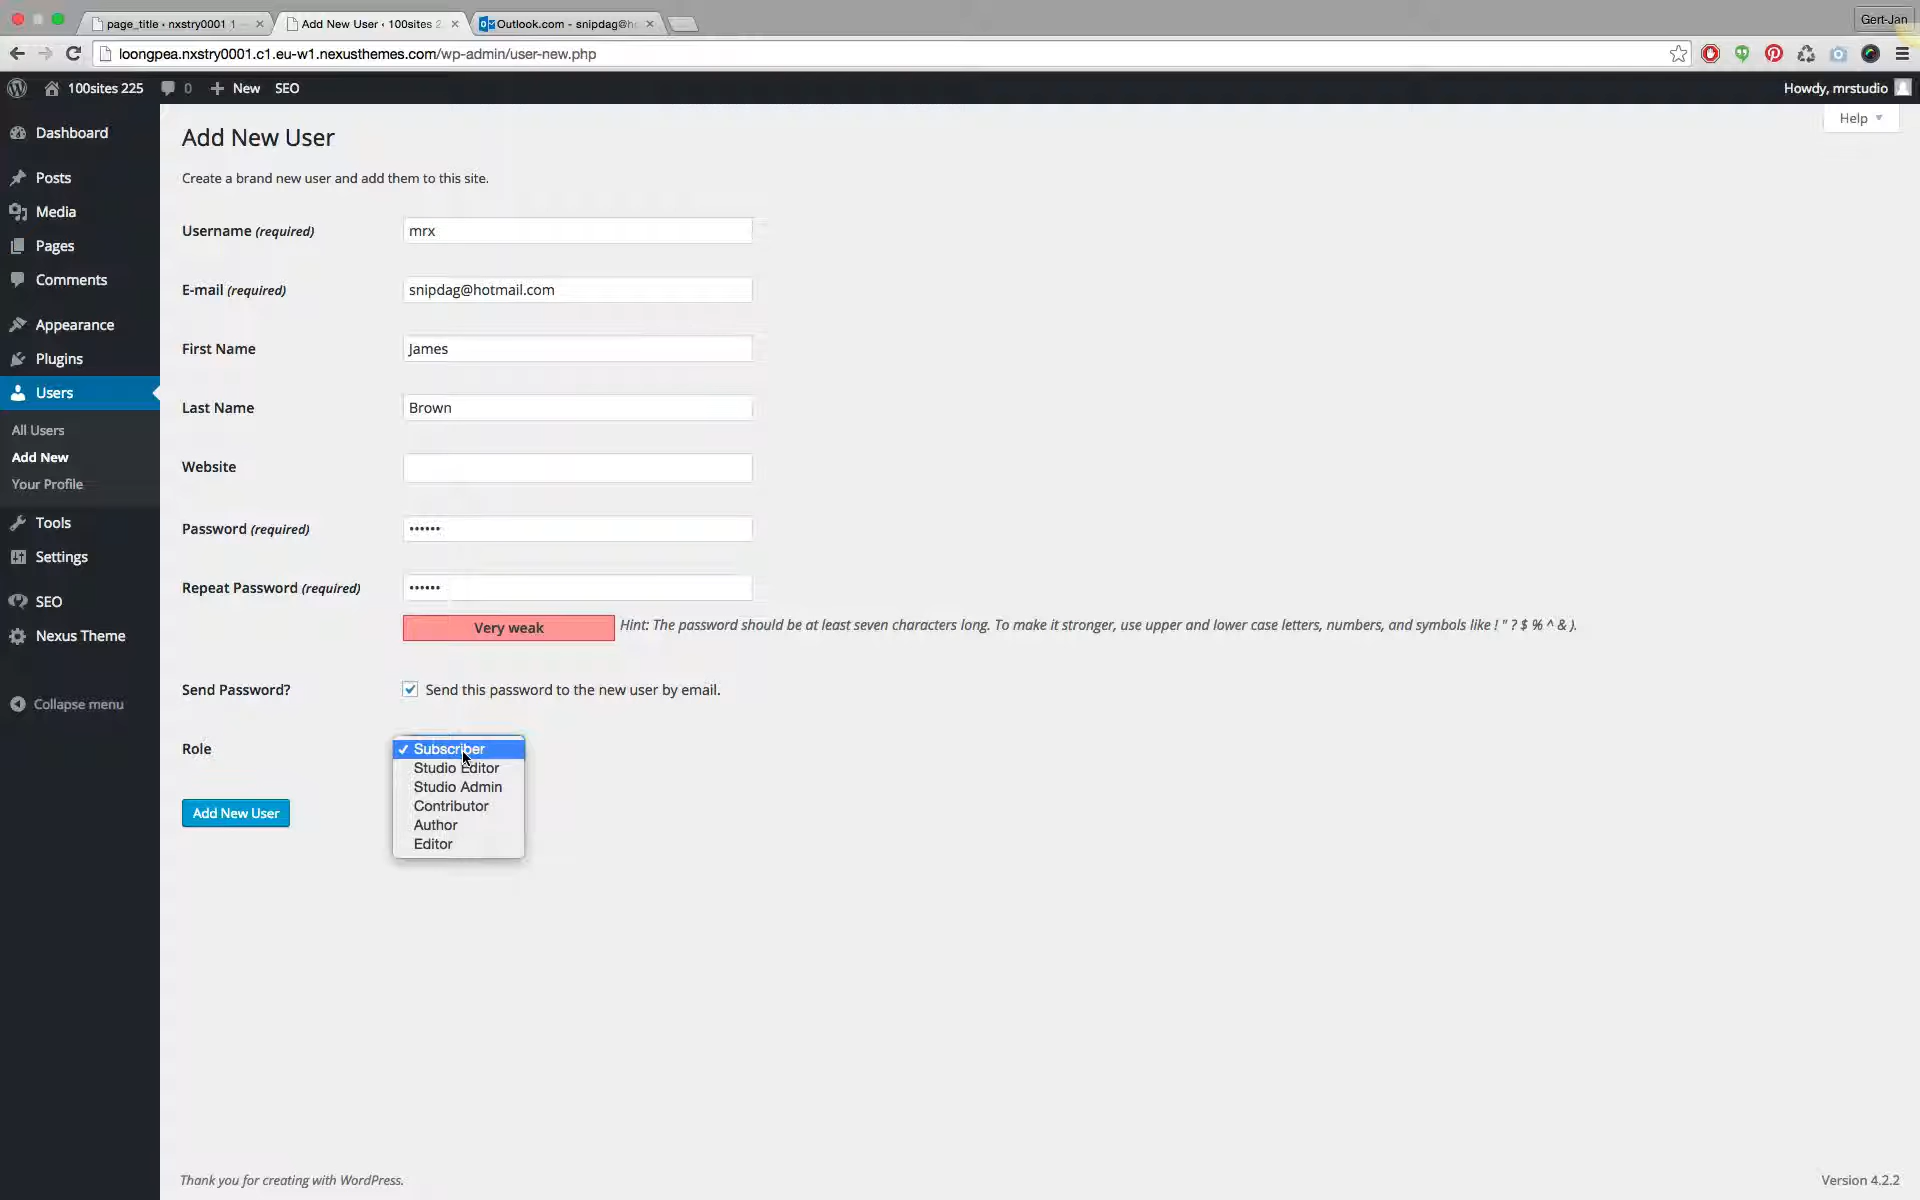 page_title ‹ nxstry0001 1
Add New User ‹ 100sites 2
Outlook.com - snipdag@h
Gert-Jan
loongpea.nxstry0001.c1.eu-w1.nexusthemes.com/wp-admin/user-new.php
100sites 225
0
New
SEO
Howdy, mrstudio
Help
Dashboard
Posts
Media
Pages
Comments
Appearance
Plugins
Users
All Users
Add New
Your Profile
Tools
Settings
SEO
Nexus Theme
Collapse menu
Add New User
Create a brand new user and add them to this site.
Username (required)
mrx
E-mail (required)
snipdag@hotmail.com
First Name
James
Last Name
Brown
Website
Password (required)
••••••
Repeat Password (required)
••••••
Very weak
Hint: The password should be at least seven characters long. To make it stronger, use upper and lower case letters, numbers, and symbols like ! " ? $ % ^ & ).
Send Password?
Send this password to the new user by email.
Role
✓ Subscriber
Studio Editor
Studio Admin
Contributor
Author
Editor
Add New User
Thank you for creating with WordPress.
Version 4.2.2